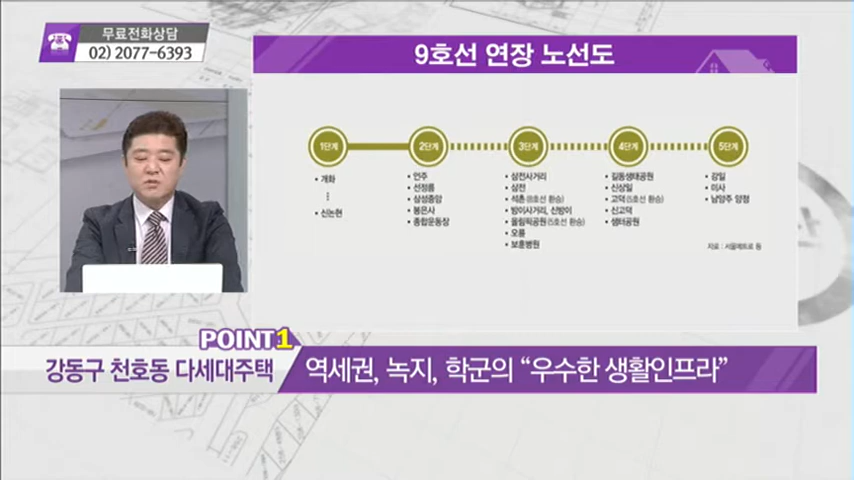 무료전화상담
02) 2077-6393
9호선 연장 노선도
1단계
• 개화
⋮
• 신논현
2단계
• 언주
• 선정릉
• 삼성중앙
• 봉은사
• 종합운동장
3단계
• 삼전사거리
• 삼전
• 석촌(8호선 환승)
• 방이사거리, 신방이
• 올림픽공원(5호선 환승)
• 오륜
• 보훈병원
4단계
• 길동생태공원
• 신상일
• 고덕(5호선 환승)
• 신고덕
• 샘터공원
5단계
• 강일
• 미사
• 남양주 양정
자료 : 서울메트로 등
POINT1
강동구 천호동 다세대주택
역세권, 녹지, 학군의 “우수한 생활인프라”